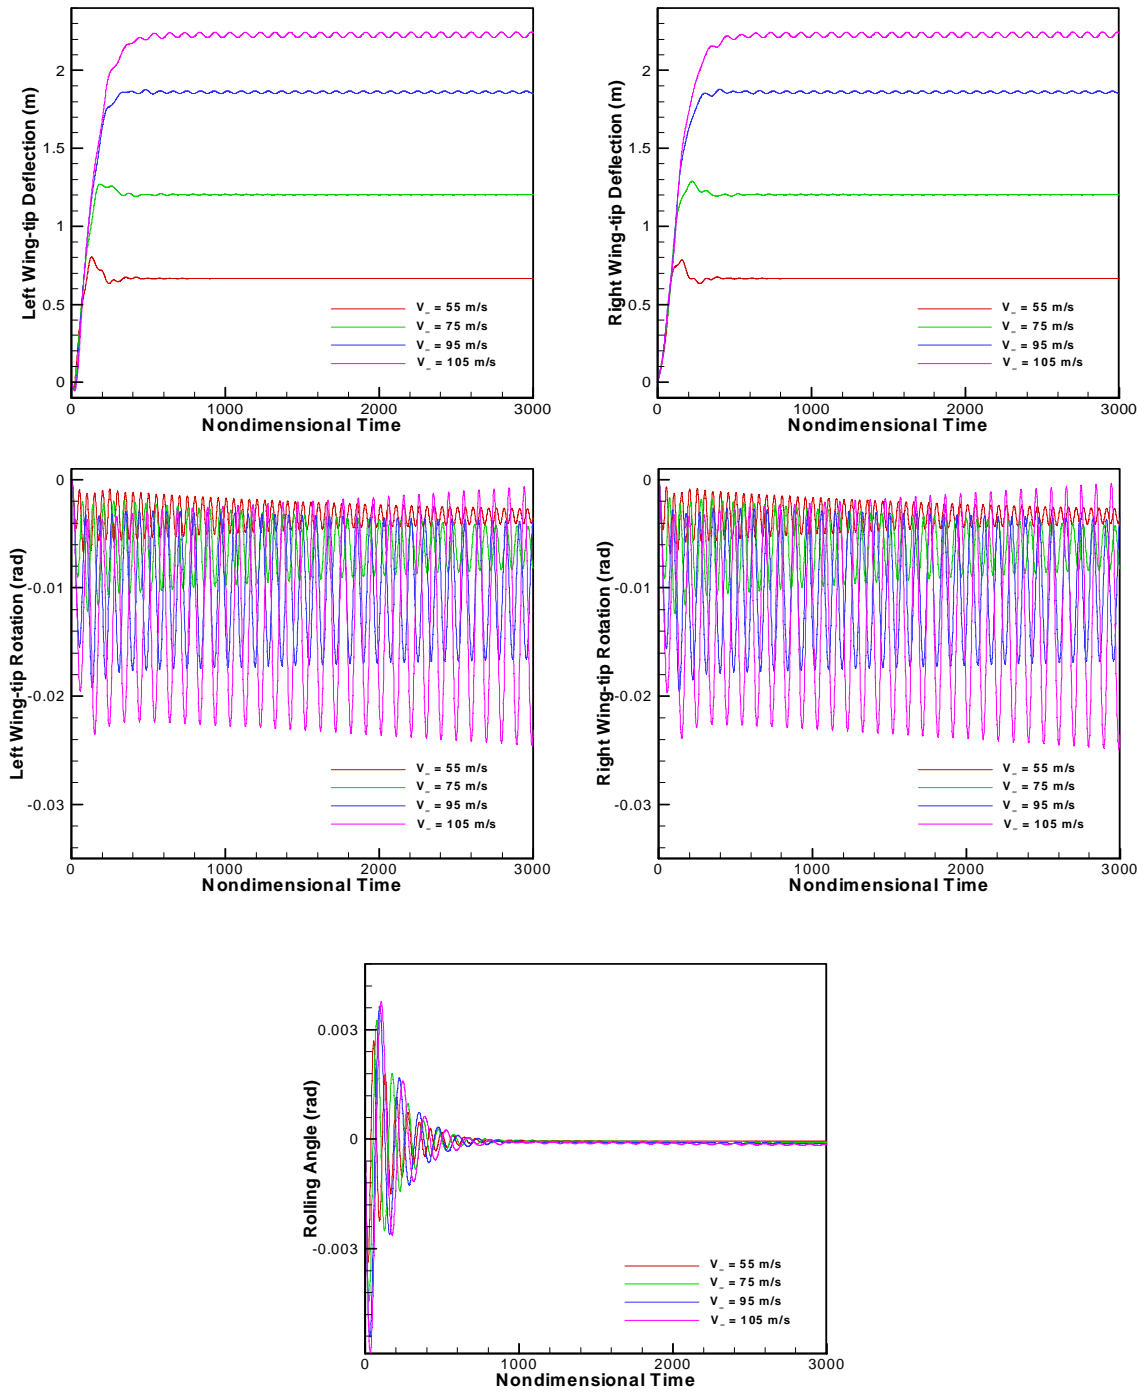 Left Wing-tip Deflection (m)
2
1.5
1
0.5
0
V_ = 55 m/s
V_ = 75 m/s
V_ = 95 m/s
V_ = 105 m/s
0 1000 2000 3000
Nondimensional Time
Right Wing-tip Deflection (m)
2
1.5
1
0.5
0
V_ = 55 m/s
V_ = 75 m/s
V_ = 95 m/s
V_ = 105 m/s
0 1000 2000 3000
Nondimensional Time
Left Wing-tip Rotation (rad)
0
-0.01
-0.02
-0.03
V_ = 55 m/s
V_ = 75 m/s
V_ = 95 m/s
V_ = 105 m/s
0 1000 2000 3000
Nondimensional Time
Right Wing-tip Rotation (rad)
0
-0.01
-0.02
-0.03
V_ = 55 m/s
V_ = 75 m/s
V_ = 95 m/s
V_ = 105 m/s
0 1000 2000 3000
Nondimensional Time
Rolling Angle (rad)
0.003
0
-0.003
V_ = 55 m/s
V_ = 75 m/s
V_ = 95 m/s
V_ = 105 m/s
0 1000 2000 3000
Nondimensional Time